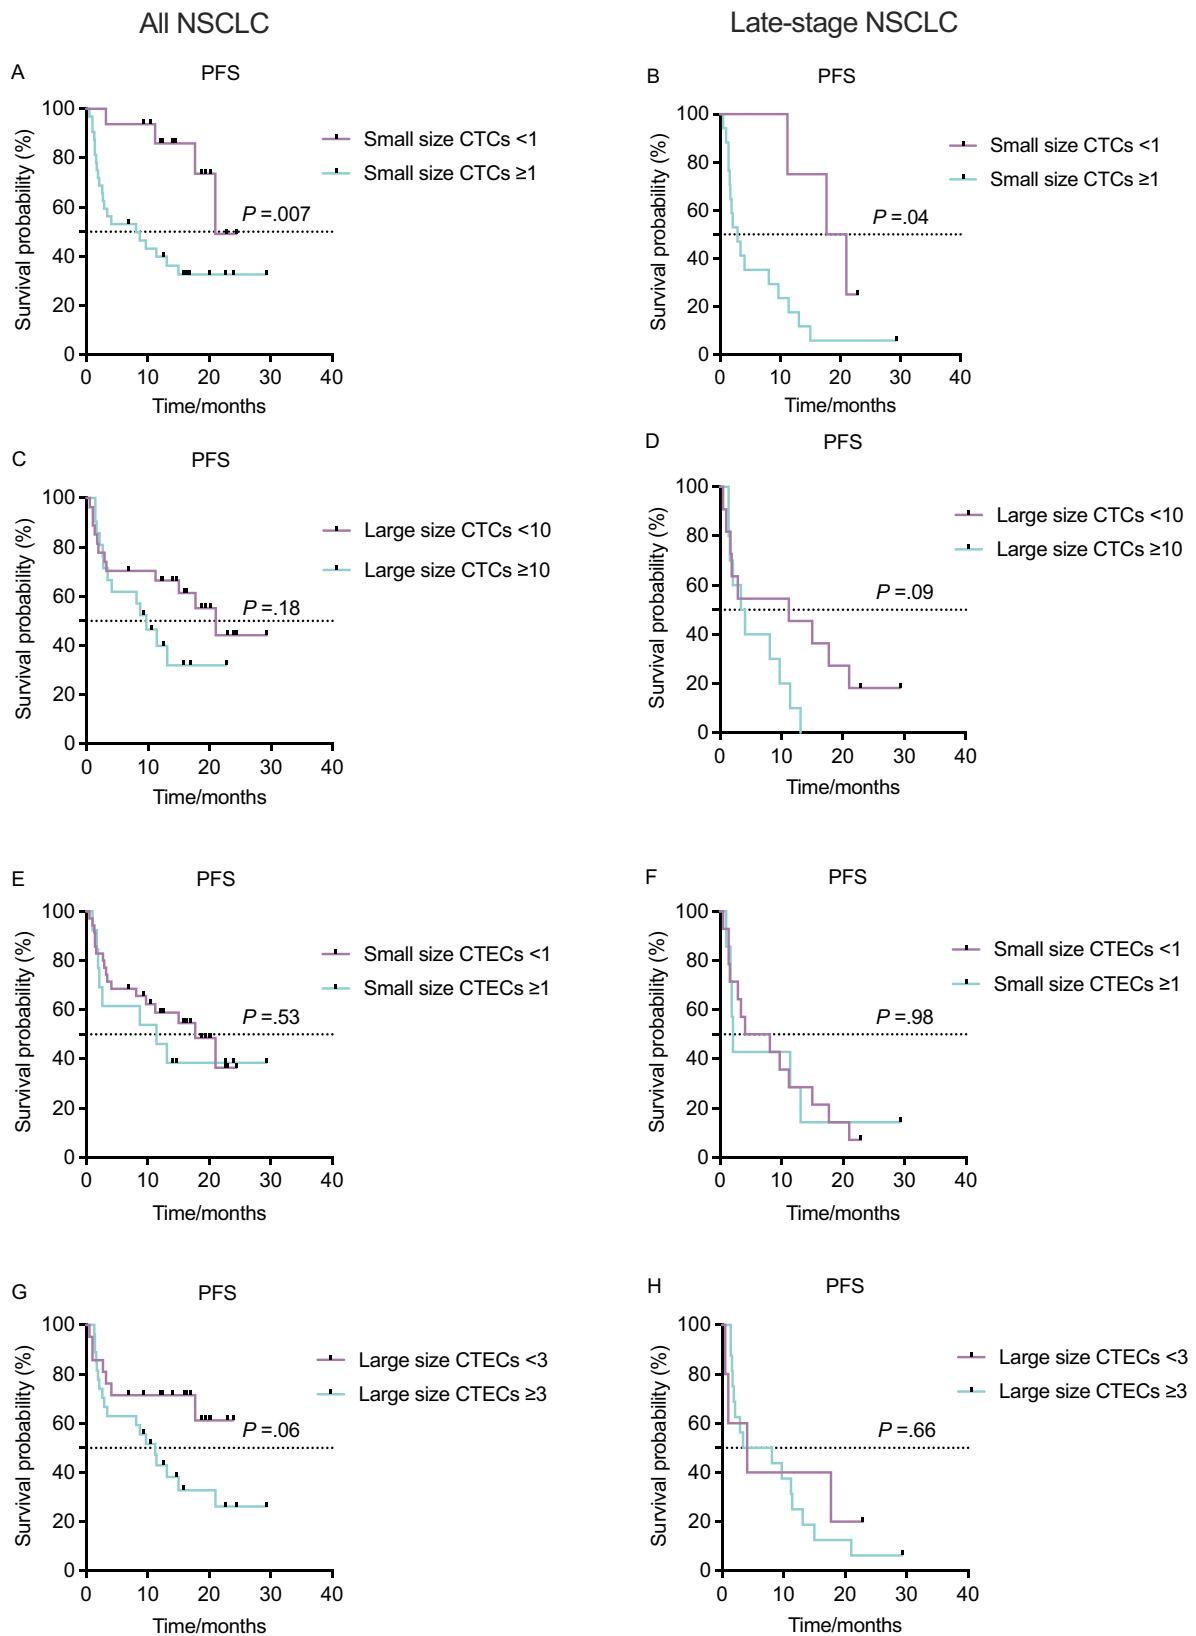 All NSCLC
Late-stage NSCLC
A
PFS
Survival probability (%)
100
80
60
40
20
0
0 10 20 30 40
Time/months
Small size CTCs <1
Small size CTCs ≥1
P =.007
B
PFS
Survival probability (%)
100
80
60
40
20
0
0 10 20 30 40
Time/months
Small size CTCs <1
Small size CTCs ≥1
P =.04
C
PFS
Survival probability (%)
100
80
60
40
20
0
0 10 20 30 40
Time/months
Large size CTCs <10
Large size CTCs ≥10
P =.18
D
PFS
Survival probability (%)
100
80
60
40
20
0
0 10 20 30 40
Time/months
Large size CTCs <10
Large size CTCs ≥10
P =.09
E
PFS
Survival probability (%)
100
80
60
40
20
0
0 10 20 30 40
Time/months
Small size CTECs <1
Small size CTECs ≥1
P =.53
F
PFS
Survival probability (%)
100
80
60
40
20
0
0 10 20 30 40
Time/months
Small size CTECs <1
Small size CTECs ≥1
P =.98
G
PFS
Survival probability (%)
100
80
60
40
20
0
0 10 20 30 40
Time/months
Large size CTECs <3
Large size CTECs ≥3
P =.06
H
PFS
Survival probability (%)
100
80
60
40
20
0
0 10 20 30 40
Time/months
Large size CTECs <3
Large size CTECs ≥3
P =.66